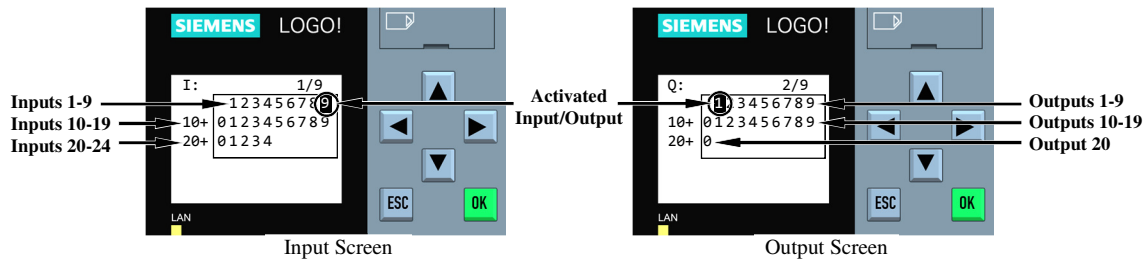 SIEMENS LOGO!
I: 1/9
123456789
10+ 0123456789
20+ 01234
Inputs 1-9
Inputs 10-19
Inputs 20-24
ESC OK
LAN
Input Screen
Activated
Input/Output
SIEMENS LOGO!
Q: 2/9
123456789
10+ 0123456789
20+ 0
Outputs 1-9
Outputs 10-19
Output 20
ESC OK
LAN
Output Screen